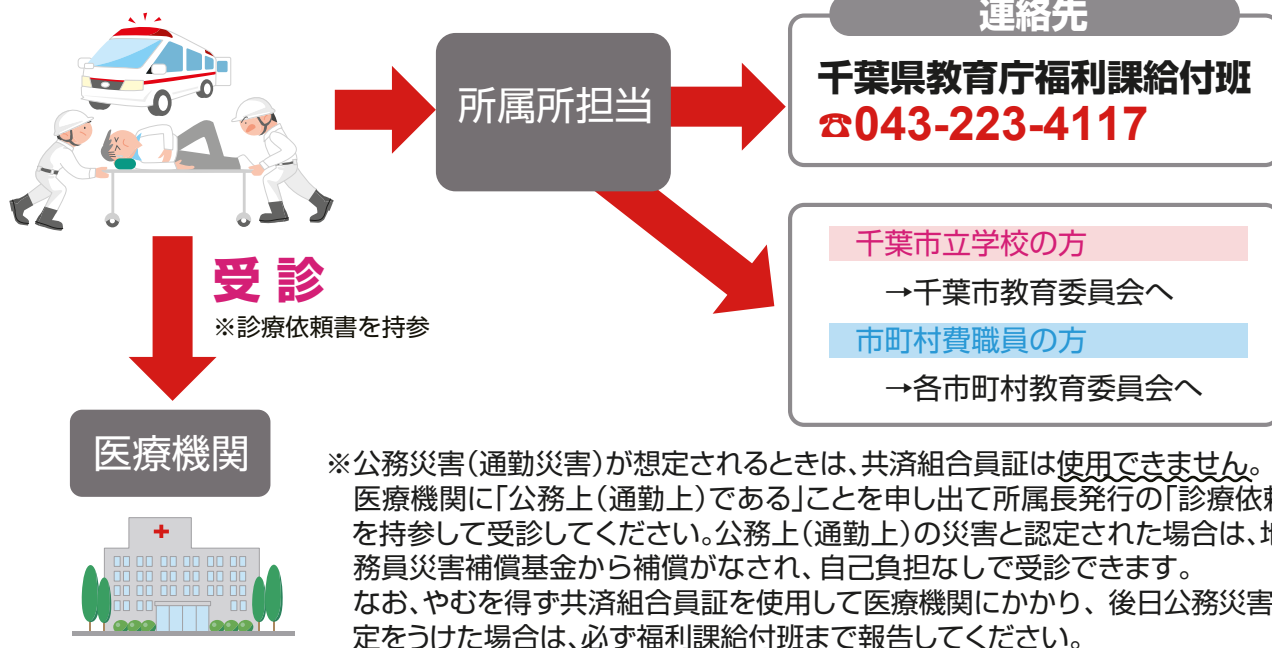 連絡先
千葉県教育庁福利課給付班
☎043-223-4117
所属所担当
千葉市立学校の方
→千葉市教育委員会へ
市町村費職員の方
→各市町村教育委員会へ
受診
※診療依頼書を持参
医療機関
※公務災害(通勤災害)が想定されるときは、共済組合員証は使用できません。
医療機関に「公務上(通勤上)である」ことを申し出て所属長発行の「診療依頼
を持参して受診してください。公務上(通勤上)の災害と認定された場合は、地
務員災害補償基金から補償がなされ、自己負担なしで受診できます。
なお、やむを得ず共済組合員証を使用して医療機関にかかり、後日公務災害
定をうけた場合は、必ず福利課給付班まで報告してください。